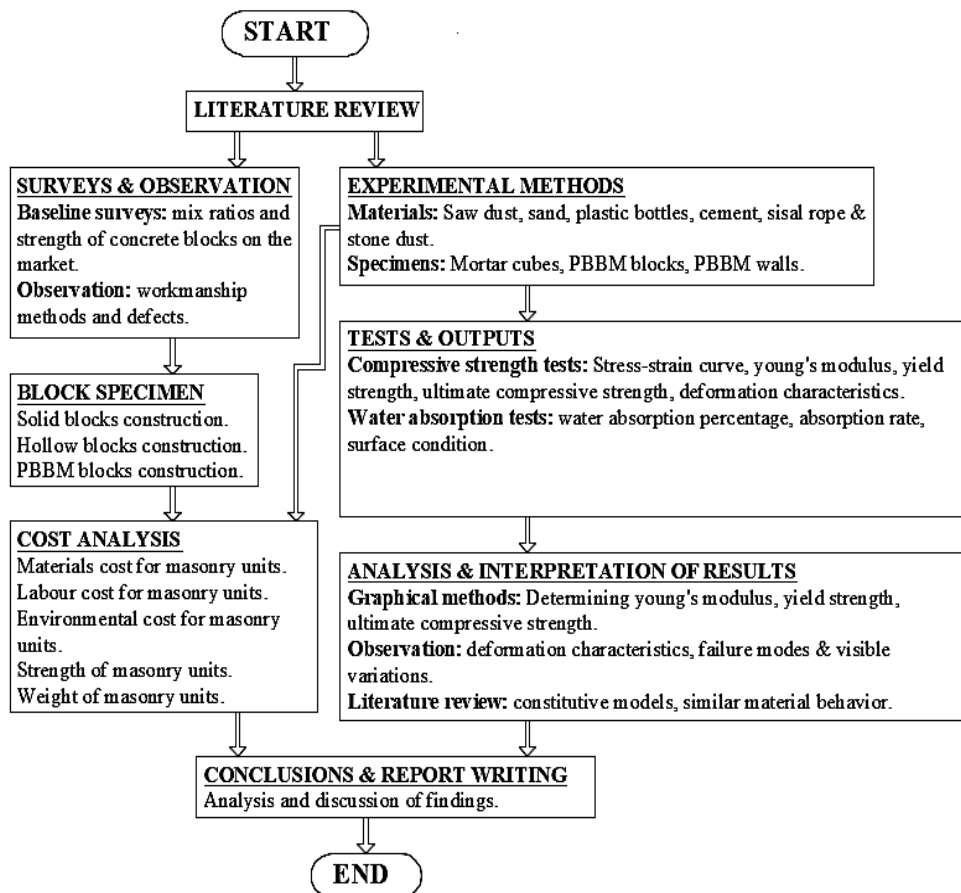 START
LITERATURE REVIEW
SURVEYS & OBSERVATION
Baseline surveys: mix ratios and
strength of concrete blocks on the
market.
Observation: workmanship
methods and defects.
EXPERIMENTAL METHODS
Materials: Saw dust, sand, plastic bottles, cement, sisal rope &
stone dust.
Specimens: Mortar cubes, PBBM blocks, PBBM walls.
BLOCK SPECIMEN
Solid blocks construction.
Hollow blocks construction.
PBBM blocks construction.
TESTS & OUTPUTS
Compressive strength tests: Stress-strain curve, young's modulus, yield
strength, ultimate compressive strength, deformation characteristics.
Water absorption tests: water absorption percentage, absorption rate,
surface condition.
COST ANALYSIS
Materials cost for masonry units.
Labour cost for masonry units.
Environmental cost for masonry
units.
Strength of masonry units.
Weight of masonry units.
ANALYSIS & INTERPRETATION OF RESULTS
Graphical methods: Determining young's modulus, yield strength,
ultimate compressive strength.
Observation: deformation characteristics, failure modes & visible
variations.
Literature review: constitutive models, similar material behavior.
CONCLUSIONS & REPORT WRITING
Analysis and discussion of findings.
END